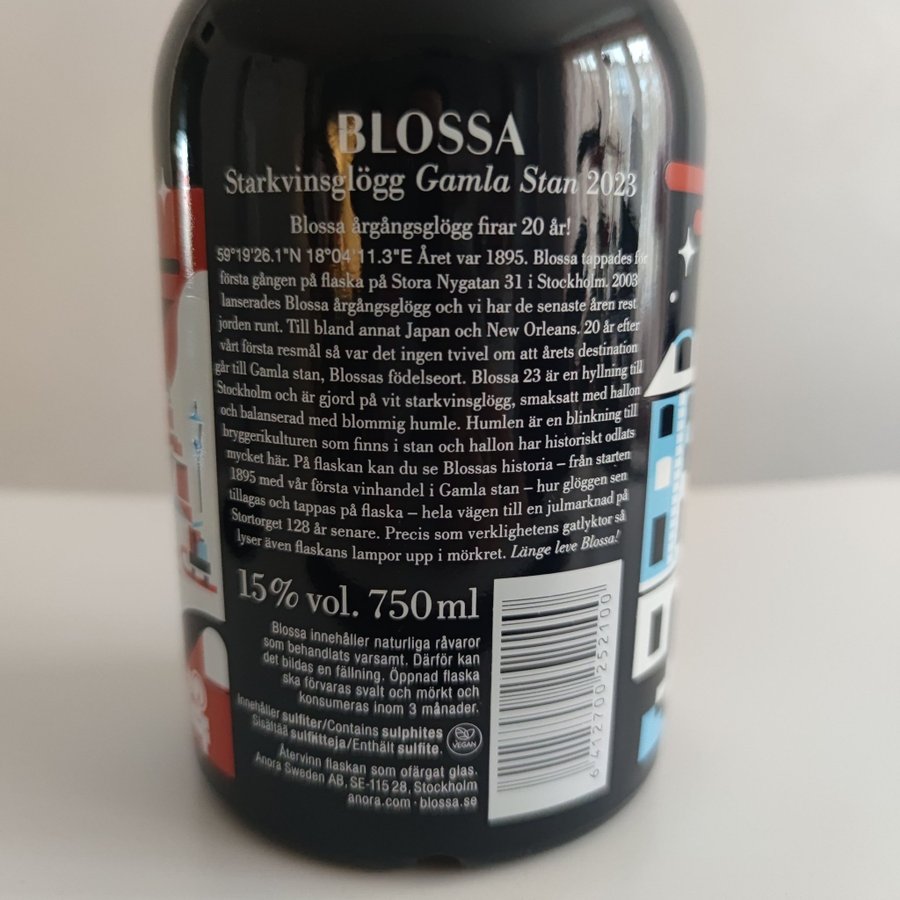 BLOSSA
Starkvinsglögg Gamla Stan 2023
Blossa årgångsglögg firar 20 år!
59°19'26.1"N 18°04'11.3"E Året var 1895. Blossa tappades för
första gången på flaska på Stora Nygatan 31 i Stockholm. 2003
lanserades Blossa årgångsglögg och vi har de senaste åren rest
jorden runt. Till bland annat Japan och New Orleans. 20 år efter
vårt första resmål så var det ingen tvivel om att årets destination
går till Gamla stan, Blossas födelseort. Blossa 23 är en hyllning till
Stockholm och är gjord på vit starkvinsglögg, smaksatt med hallon
och balanserad med blommig humle. Humlen är en blinkning till
bryggerikulturen som finns i stan och hallon har historiskt odlats
mycket här. På flaskan kan du se Blossas historia – från starten
1895 med vår första vinhandel i Gamla stan – hur glöggen sen
tillagas och tappas på flaska – hela vägen till en julmarknad på
Stortorget 128 år senare. Precis som verklighetens gatlyktor så
lyser även flaskans lampor upp i mörkret. Länge leve Blossa!
15% vol. 750 ml
Blossa innehåller naturliga råvaror
som behandlats varsamt. Därför kan
det bildas en fällning. Öppnad flaska
ska förvaras svalt och mörkt och
konsumeras inom 3 månader.
Innehåller sulfiter/Contains sulphites
Sisältää sulfiitteja/Enthält sulfite.
VEGAN
Återvinn flaskan som ofärgat glas.
Anora Sweden AB, SE-115 28, Stockholm
anora.com · blossa.se
6 412700 252100